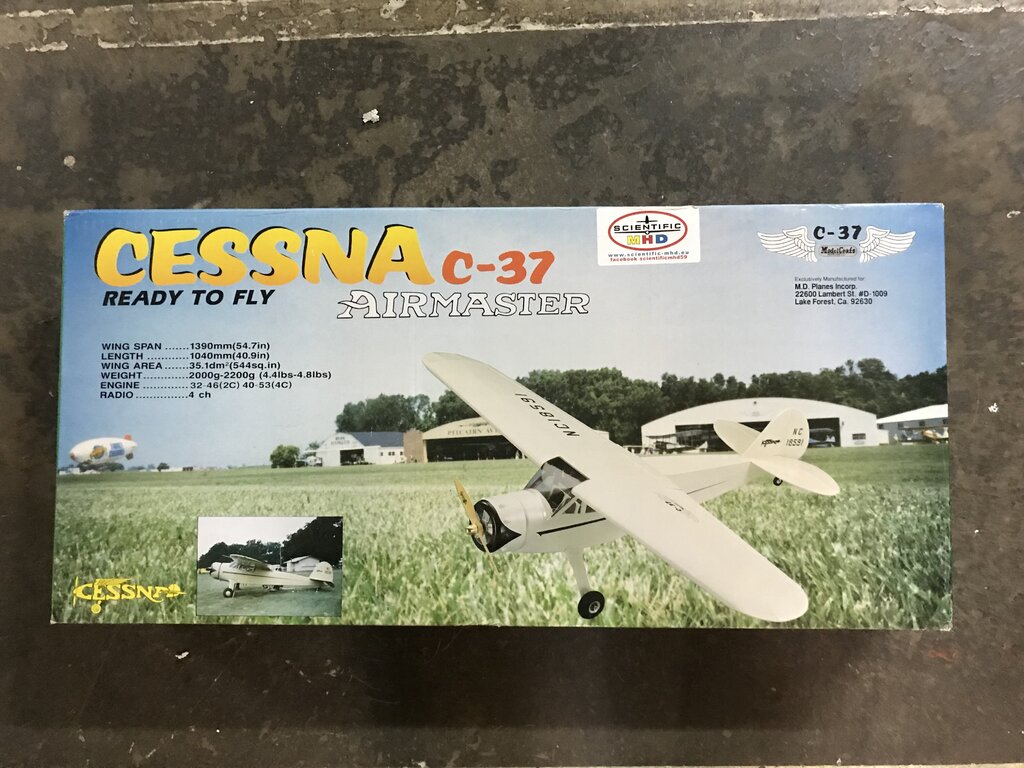 CESSNA C-37
READY TO FLY
AIRMASTER
SCIENTIFIC
MHD
www.scientific-mhd.eu
facebook scientificmhd59
C-37
ModelCraft
Exclusively Manufactured for:
M.D. Planes Incorp.
22600 Lambert St. #D-1009
Lake Forest, Ca. 92630
WING SPAN .......1390mm(54.7in)
LENGTH ............1040mm(40.9in)
WING AREA .......35.1dm²(544sq.in)
WEIGHT.............2000g-2200g (4.4lbs-4.8lbs)
ENGINE .............32-46(2C) 40-53(4C)
RADIO ................4 ch
NC18591
PITCAIRN
NC
18591
CESSNA